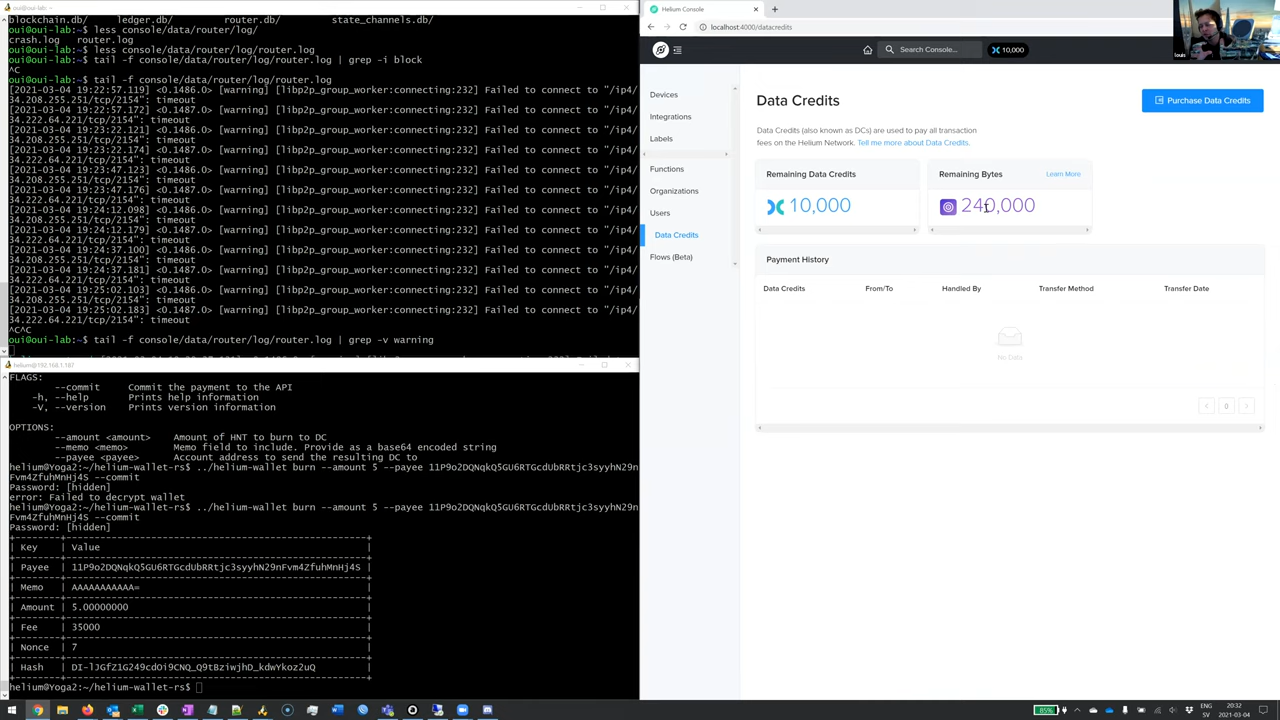 oui@oui-lab: ~
blockchain.db/    ledger.db/    router.db/    state_channels.db/
oui@oui-lab:~$ less console/data/router/log/
crash.log   router.log
oui@oui-lab:~$ less console/data/router/log/router.log
oui@oui-lab:~$ tail -f console/data/router/log/router.log | grep -i block
^C
oui@oui-lab:~$ tail -f console/data/router/log/router.log
[2021-03-04 19:22:57.119] <0.1486.0> [warning] [libp2p_group_worker:connecting:232] Failed to connect to "/ip4/
34.208.255.251/tcp/2154": timeout
[2021-03-04 19:22:57.172] <0.1487.0> [warning] [libp2p_group_worker:connecting:232] Failed to connect to "/ip4/
34.222.64.221/tcp/2154": timeout
[2021-03-04 19:23:22.121] <0.1486.0> [warning] [libp2p_group_worker:connecting:232] Failed to connect to "/ip4/
34.208.255.251/tcp/2154": timeout
[2021-03-04 19:23:22.175] <0.1487.0> [warning] [libp2p_group_worker:connecting:232] Failed to connect to "/ip4/
34.222.64.221/tcp/2154": timeout
[2021-03-04 19:23:47.123] <0.1486.0> [warning] [libp2p_group_worker:connecting:232] Failed to connect to "/ip4/
34.208.255.251/tcp/2154": timeout
[2021-03-04 19:23:47.176] <0.1487.0> [warning] [libp2p_group_worker:connecting:232] Failed to connect to "/ip4/
34.222.64.221/tcp/2154": timeout
[2021-03-04 19:24:12.098] <0.1486.0> [warning] [libp2p_group_worker:connecting:232] Failed to connect to "/ip4/
34.208.255.251/tcp/2154": timeout
[2021-03-04 19:24:12.179] <0.1487.0> [warning] [libp2p_group_worker:connecting:232] Failed to connect to "/ip4/
34.222.64.221/tcp/2154": timeout
[2021-03-04 19:24:37.100] <0.1486.0> [warning] [libp2p_group_worker:connecting:232] Failed to connect to "/ip4/
34.208.255.251/tcp/2154": timeout
[2021-03-04 19:24:37.181] <0.1487.0> [warning] [libp2p_group_worker:connecting:232] Failed to connect to "/ip4/
34.222.64.221/tcp/2154": timeout
[2021-03-04 19:25:02.103] <0.1486.0> [warning] [libp2p_group_worker:connecting:232] Failed to connect to "/ip4/
34.208.255.251/tcp/2154": timeout
[2021-03-04 19:25:02.183] <0.1487.0> [warning] [libp2p_group_worker:connecting:232] Failed to connect to "/ip4/
34.222.64.221/tcp/2154": timeout
^C^C
oui@oui-lab:~$ tail -f console/data/router/log/router.log | grep -v warning
helium@192.168.1.187
FLAGS:
--commit     Commit the payment to the API
-h, --help       Prints help information
-V, --version    Prints version information
OPTIONS:
--amount <amount>    Amount of HNT to burn to DC
--memo <memo>        Memo field to include. Provide as a base64 encoded string
--payee <payee>      Account address to send the resulting DC to
helium@Yoga2:~/helium-wallet-rs$ ../helium-wallet burn --amount 5 --payee 11P9o2DQNqkQ5GU6RTGcdUbRRtjc3syyhN29n
Fvm4ZfuhMnHj4S --commit
Password: [hidden]
error: Failed to decrypt wallet
helium@Yoga2:~/helium-wallet-rs$ ../helium-wallet burn --amount 5 --payee 11P9o2DQNqkQ5GU6RTGcdUbRRtjc3syyhN29n
Fvm4ZfuhMnHj4S --commit
Password: [hidden]
| Key    | Value
| Payee  | 11P9o2DQNqkQ5GU6RTGcdUbRRtjc3syyhN29nFvm4ZfuhMnHj4S |
| Memo   | AAAAAAAAAAA= |
| Amount | 5.00000000 |
| Fee    | 35000 |
| Nonce  | 7 |
| Hash   | DI-lJGfZ1G249cdOi9CNQ_Q9tBziwjhD_kdwYkoz2uQ |
helium@Yoga2:~/helium-wallet-rs$
Helium Console
localhost:4000/datacredits
Search Console...
10,000
louis
Devices
Integrations
Labels
Functions
Organizations
Users
Data Credits
Flows (Beta)
Data Credits
Purchase Data Credits
Data Credits (also known as DCs) are used to pay all transaction
fees on the Helium Network. Tell me more about Data Credits.
Remaining Data Credits
10,000
Remaining Bytes
Learn More
240,000
Payment History
Data Credits    From/To    Handled By    Transfer Method    Transfer Date
No Data
0
85%
SV
20:32
2021-03-04